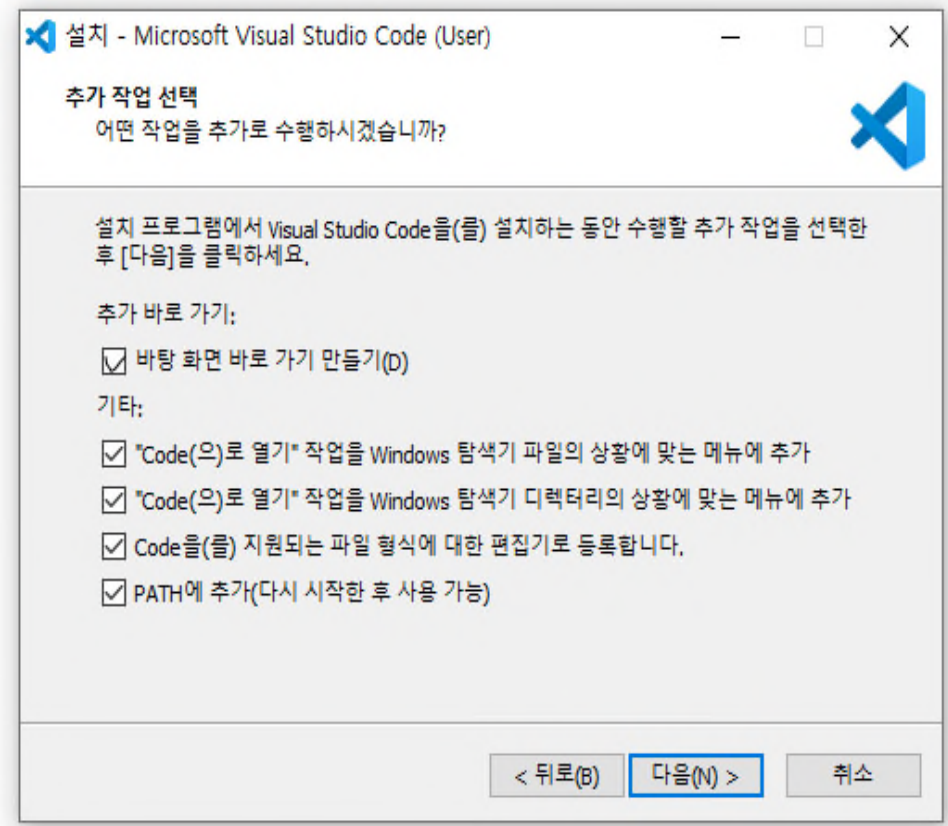 설치 - Microsoft Visual Studio Code (User)
추가 작업 선택
어떤 작업을 추가로 수행하시겠습니까?
설치 프로그램에서 Visual Studio Code을(를) 설치하는 동안 수행할 추가 작업을 선택한
후 [다음]을 클릭하세요.
추가 바로 가기:
바탕 화면 바로 가기 만들기(D)
기타:
"Code(으)로 열기" 작업을 Windows 탐색기 파일의 상황에 맞는 메뉴에 추가
"Code(으)로 열기" 작업을 Windows 탐색기 디렉터리의 상황에 맞는 메뉴에 추가
Code을(를) 지원되는 파일 형식에 대한 편집기로 등록합니다.
PATH에 추가(다시 시작한 후 사용 가능)
< 뒤로(B) 다음(N) > 취소